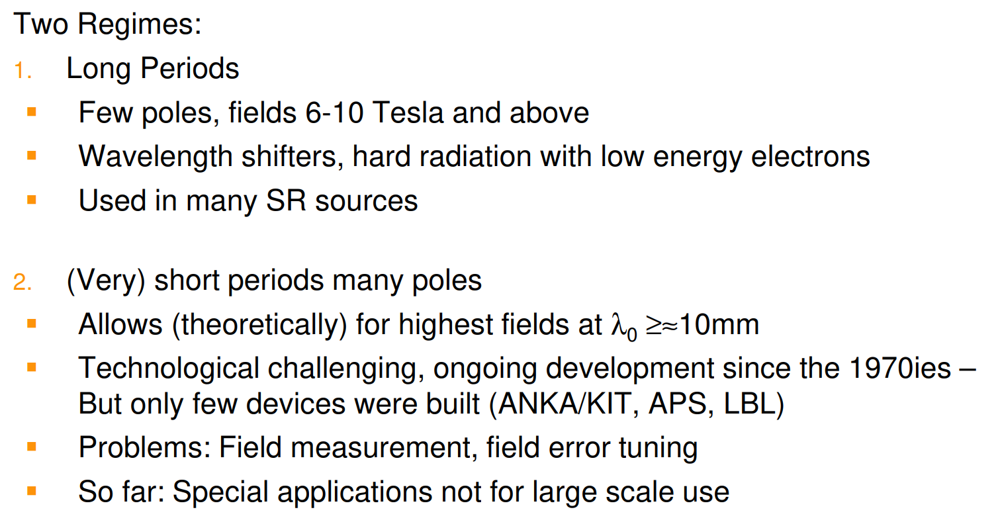 Two Regimes:
1. Long Periods
▪ Few poles, fields 6-10 Tesla and above
▪ Wavelength shifters, hard radiation with low energy electrons
▪ Used in many SR sources
2. (Very) short periods many poles
▪ Allows (theoretically) for highest fields at λ₀ ≥≈10mm
▪ Technological challenging, ongoing development since the 1970ies –
But only few devices were built (ANKA/KIT, APS, LBL)
▪ Problems: Field measurement, field error tuning
▪ So far: Special applications not for large scale use